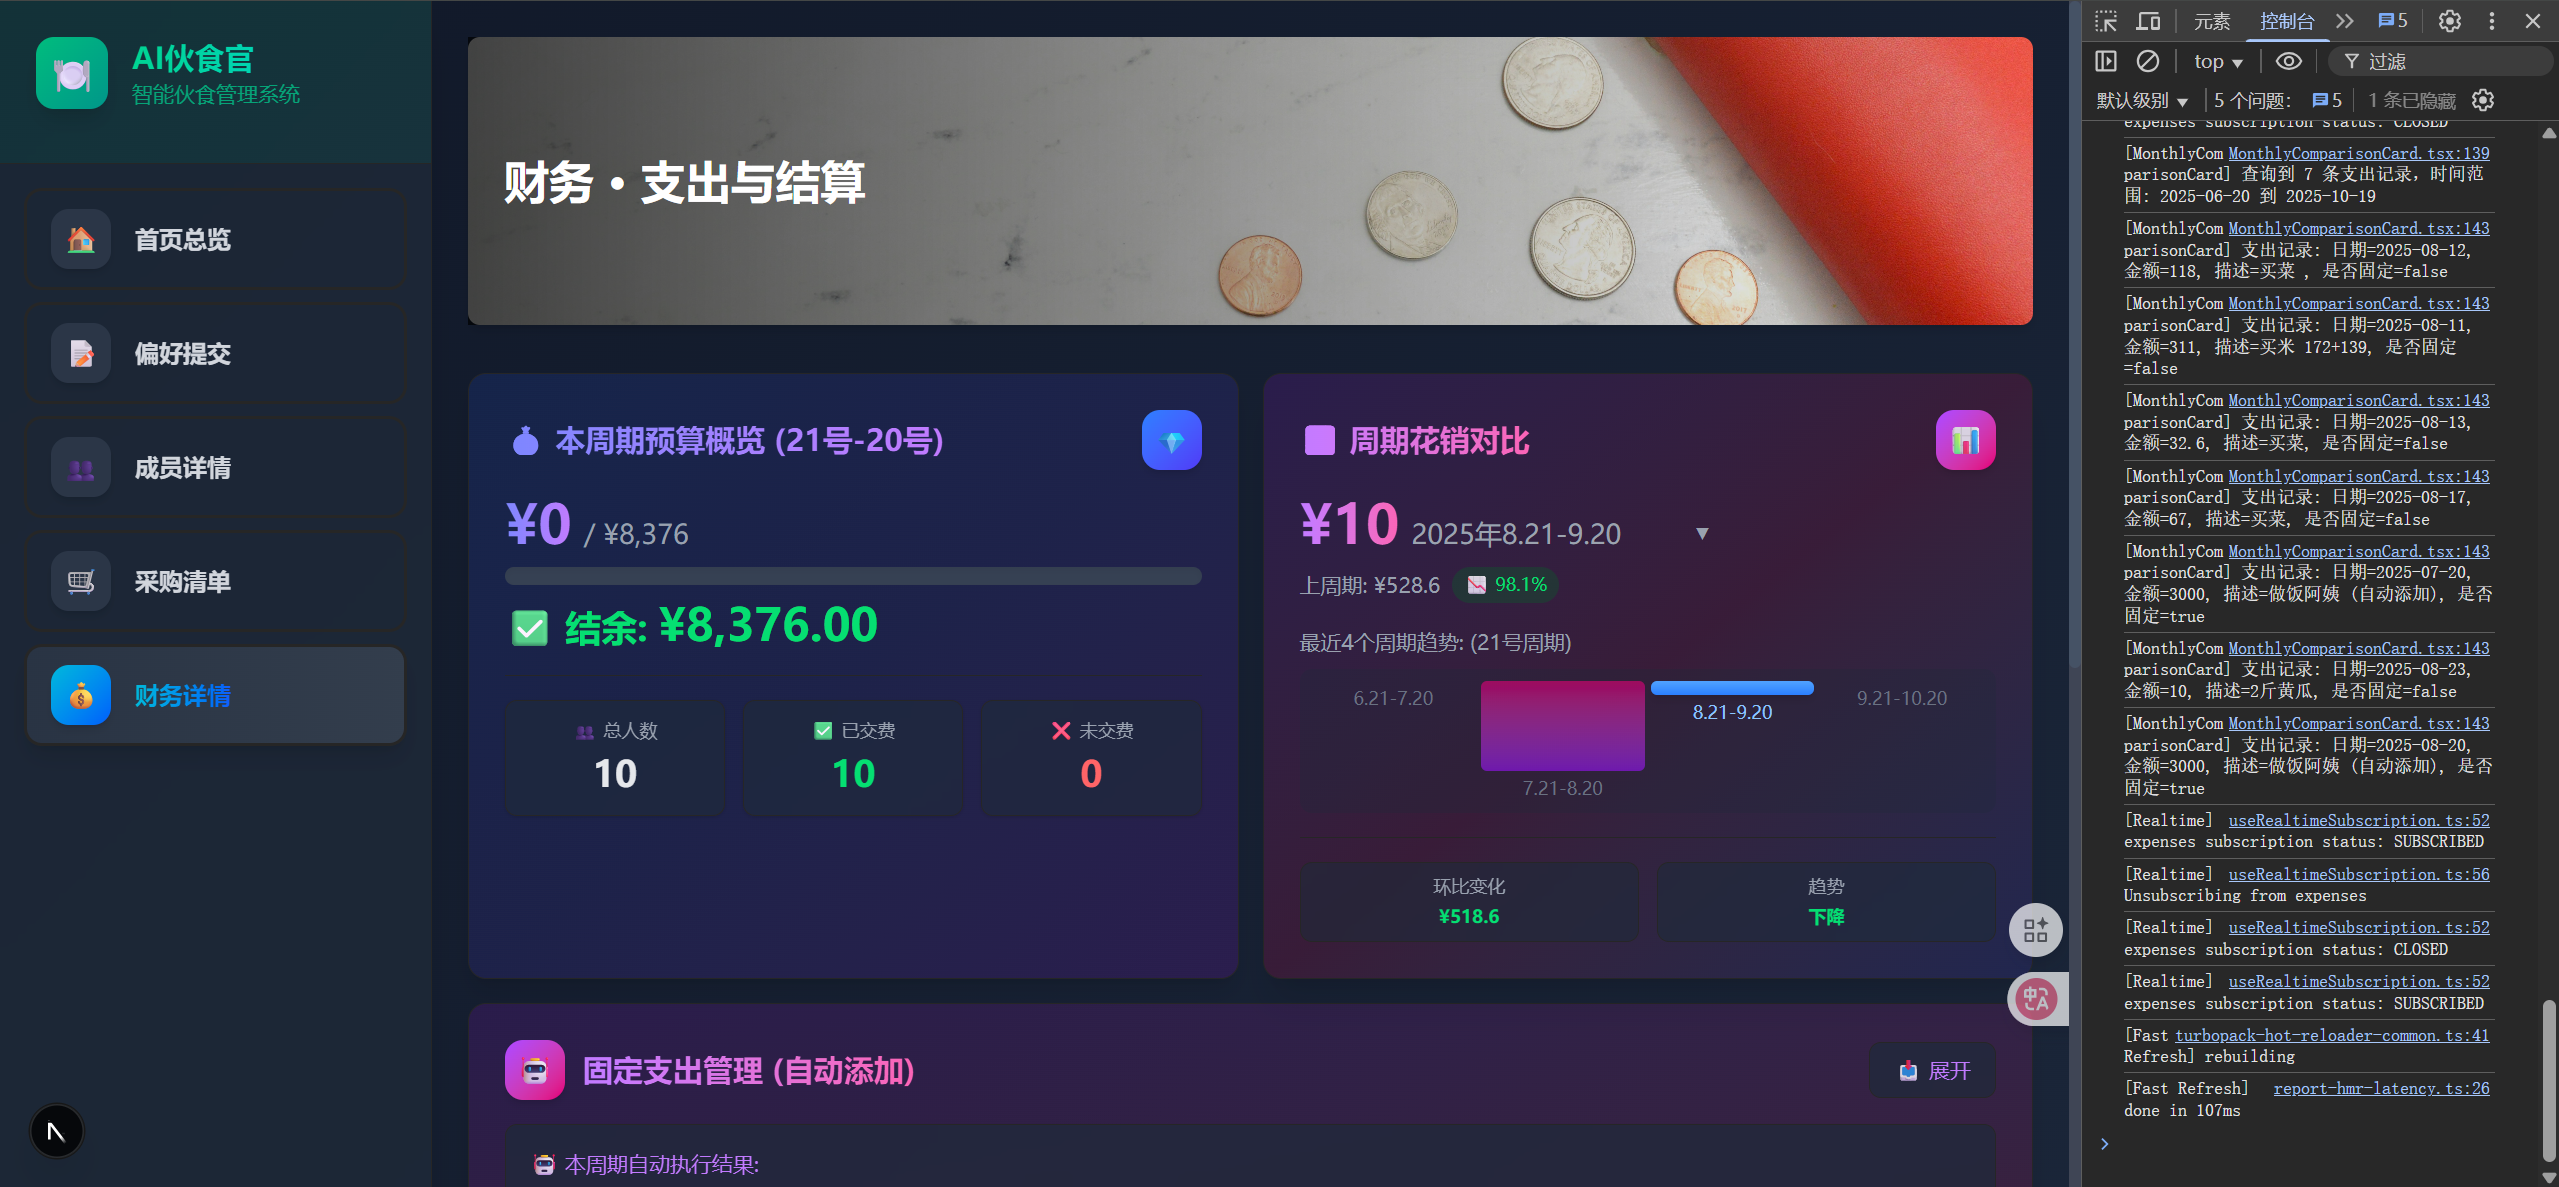 AI伙食官
智能伙食管理系统
首页总览
偏好提交
成员详情
采购清单
财务详情
财务·支出与结算
本周期预算概览 (21号-20号)
¥0 / ¥8,376
结余: ¥8,376.00
总人数
10
已交费
10
未交费
0
周期花销对比
¥10 2025年8.21-9.20 ▼
上周期: ¥528.6 98.1%
最近4个周期趋势: (21号周期)
6.21-7.20
7.21-8.20
8.21-9.20
9.21-10.20
环比变化
¥518.6
趋势
下降
固定支出管理 (自动添加)
展开
本周期自动执行结果:
元素 控制台 5
top ▼ 过滤
默认级别 ▼ 5 个问题: 5 1 条已隐藏
expenses subscription status: CLOSED
[MonthlyCom MonthlyComparisonCard.tsx:139
parisonCard] 查询到 7 条支出记录，时间范
围: 2025-06-20 到 2025-10-19
[MonthlyCom MonthlyComparisonCard.tsx:143
parisonCard] 支出记录: 日期=2025-08-12,
金额=118, 描述=买菜 , 是否固定=false
[MonthlyCom MonthlyComparisonCard.tsx:143
parisonCard] 支出记录: 日期=2025-08-11,
金额=311, 描述=买米 172+139, 是否固定
=false
[MonthlyCom MonthlyComparisonCard.tsx:143
parisonCard] 支出记录: 日期=2025-08-13,
金额=32.6, 描述=买菜, 是否固定=false
[MonthlyCom MonthlyComparisonCard.tsx:143
parisonCard] 支出记录: 日期=2025-08-17,
金额=67, 描述=买菜, 是否固定=false
[MonthlyCom MonthlyComparisonCard.tsx:143
parisonCard] 支出记录: 日期=2025-07-20,
金额=3000, 描述=做饭阿姨 (自动添加), 是否
固定=true
[MonthlyCom MonthlyComparisonCard.tsx:143
parisonCard] 支出记录: 日期=2025-08-23,
金额=10, 描述=2斤黄瓜, 是否固定=false
[MonthlyCom MonthlyComparisonCard.tsx:143
parisonCard] 支出记录: 日期=2025-08-20,
金额=3000, 描述=做饭阿姨 (自动添加), 是否
固定=true
[Realtime] useRealtimeSubscription.ts:52
expenses subscription status: SUBSCRIBED
[Realtime] useRealtimeSubscription.ts:56
Unsubscribing from expenses
[Realtime] useRealtimeSubscription.ts:52
expenses subscription status: CLOSED
[Realtime] useRealtimeSubscription.ts:52
expenses subscription status: SUBSCRIBED
[Fast turbopack-hot-reloader-common.ts:41
Refresh] rebuilding
[Fast Refresh] report-hmr-latency.ts:26
done in 107ms